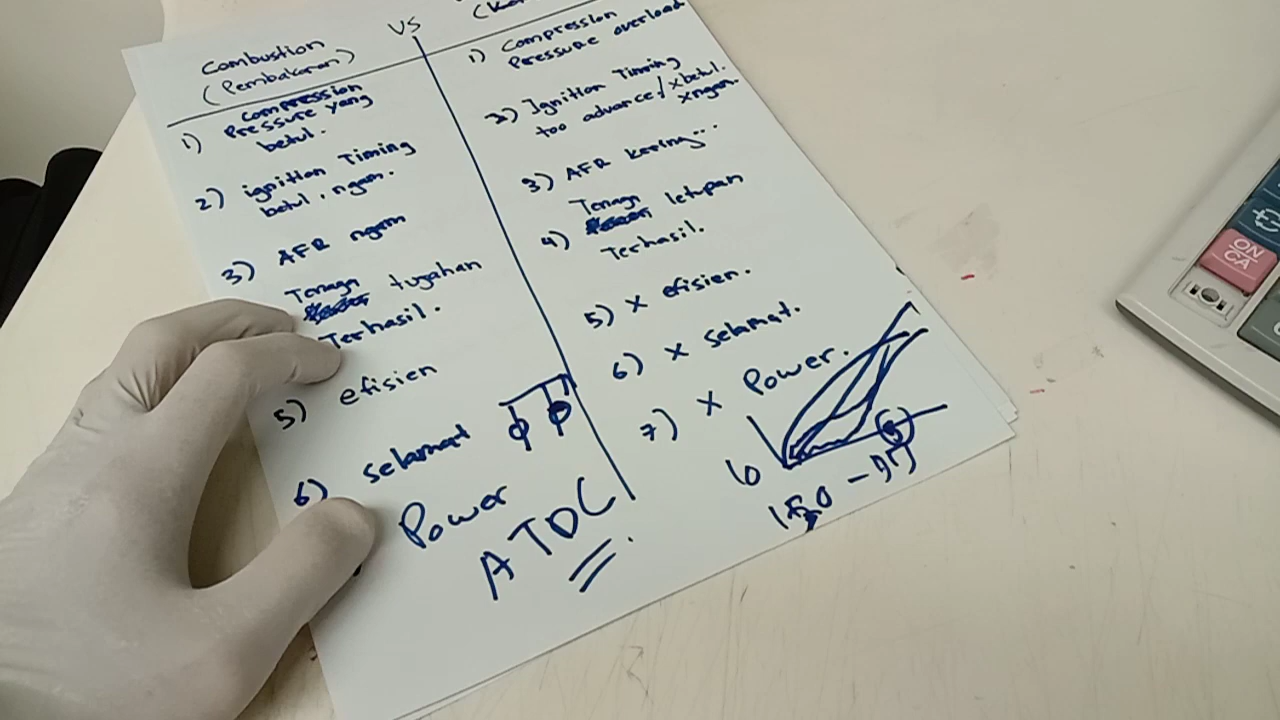 Combustion
(Pembakaran)
VS
1) Compression
Pressure yang
betul.
2) ignition Timing
betul, ngam.
3) AFR ngam
Tenaga tujahan
Terhasil.
5) efisien
6) selamat
Power
ATDC
1) Compression
Pressure overload
2) Ignition Timing
too advance / x betul.
x ngam.
3) AFR kering...
4) Tenaga letupan
Terhasil.
5) x efisien.
6) x selamat.
7) x Power.
ON
CA